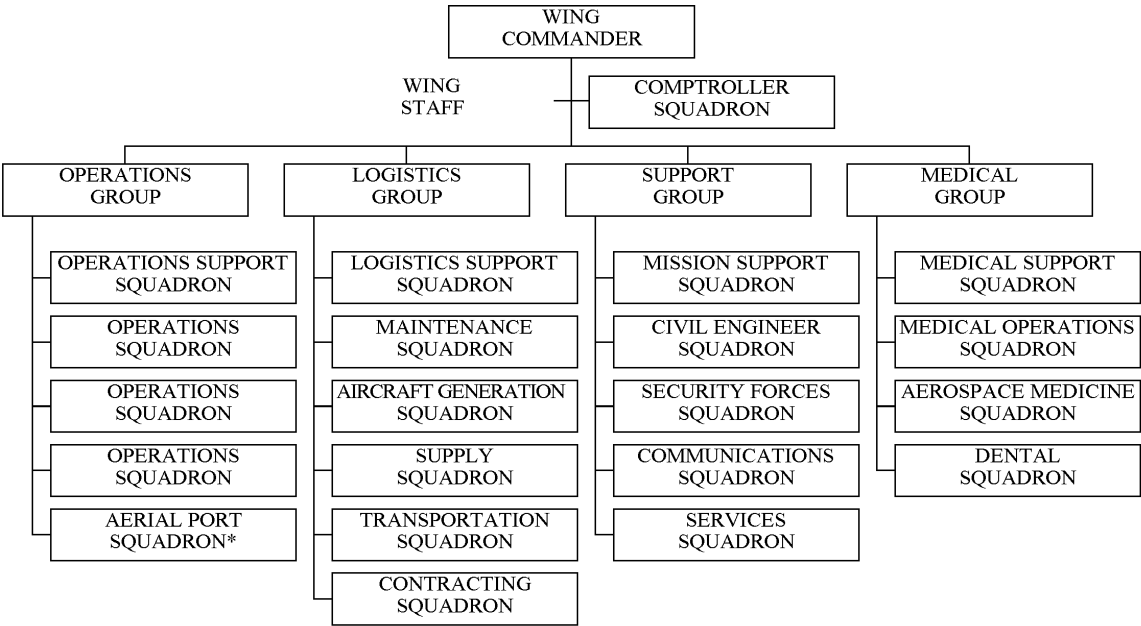 WING
COMMANDER
WING
STAFF
COMPTROLLER
SQUADRON
OPERATIONS
GROUP
LOGISTICS
GROUP
SUPPORT
GROUP
MEDICAL
GROUP
OPERATIONS SUPPORT
SQUADRON
OPERATIONS
SQUADRON
OPERATIONS
SQUADRON
OPERATIONS
SQUADRON
AERIAL PORT
SQUADRON*
LOGISTICS SUPPORT
SQUADRON
MAINTENANCE
SQUADRON
AIRCRAFT GENERATION
SQUADRON
SUPPLY
SQUADRON
TRANSPORTATION
SQUADRON
CONTRACTING
SQUADRON
MISSION SUPPORT
SQUADRON
CIVIL ENGINEER
SQUADRON
SECURITY FORCES
SQUADRON
COMMUNICATIONS
SQUADRON
SERVICES
SQUADRON
MEDICAL SUPPORT
SQUADRON
MEDICAL OPERATIONS
SQUADRON
AEROSPACE MEDICINE
SQUADRON
DENTAL
SQUADRON